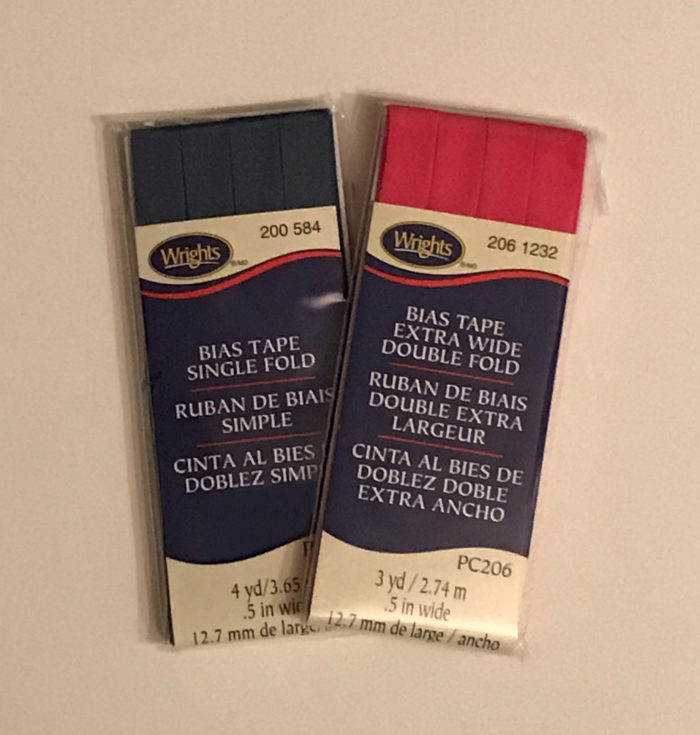 200 584
Wrights
BIAS TAPE
SINGLE FOLD
RUBAN DE BIAIS
SIMPLE
CINTA AL BIES
DOBLEZ SIMP
4 yd/3.65
.5 in wid
12.7 mm de large
206 1232
Wrights
BIAS TAPE
EXTRA WIDE
DOUBLE FOLD
RUBAN DE BIAIS
DOUBLE EXTRA
LARGEUR
CINTA AL BIES DE
DOBLEZ DOBLE
EXTRA ANCHO
PC206
3 yd / 2.74 m
.5 in wide
12.7 mm de large / ancho